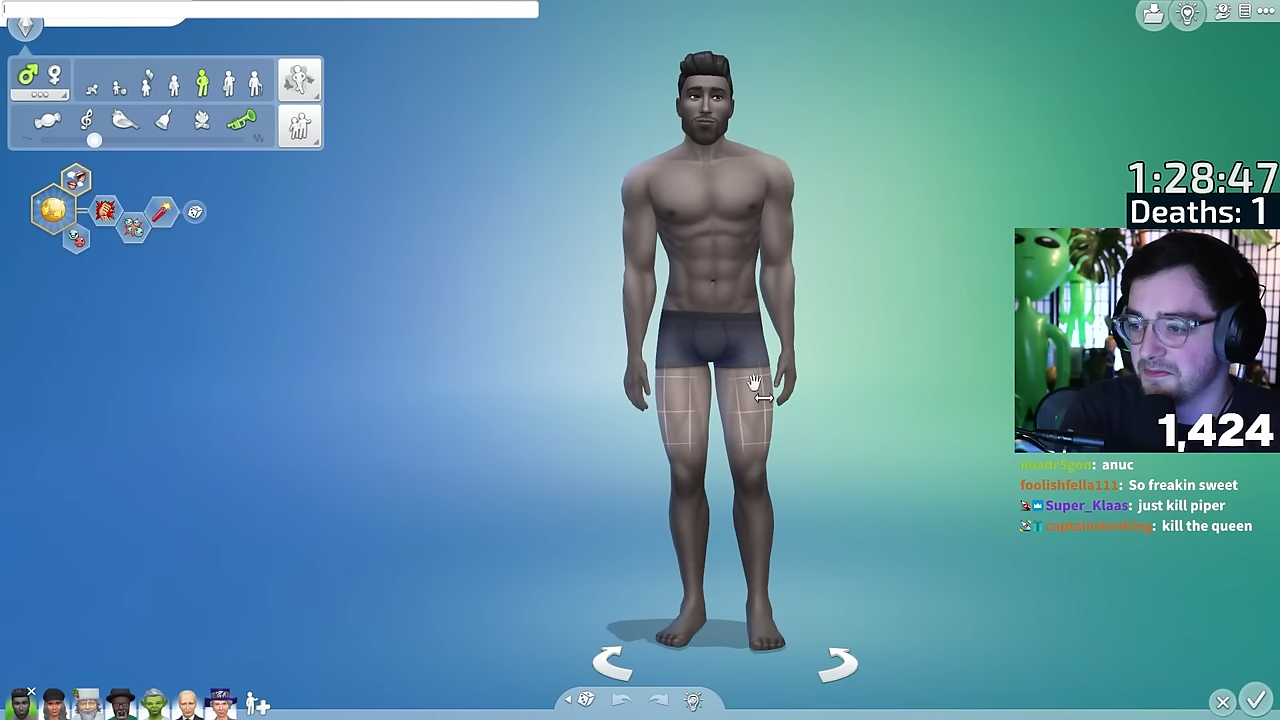 1:28:47
Deaths: 1
1,424
foolishfella111: So freakin sweet
Super_Klaas: just kill piper
anuc
kill the queen